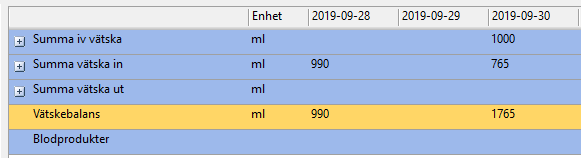 Enhet 2019-09-28 2019-09-29 2019-09-30
Summa iv vätska ml 1000
Summa vätska in ml 990 765
Summa vätska ut ml
Vätskebalans ml 990 1765
Blodprodukter